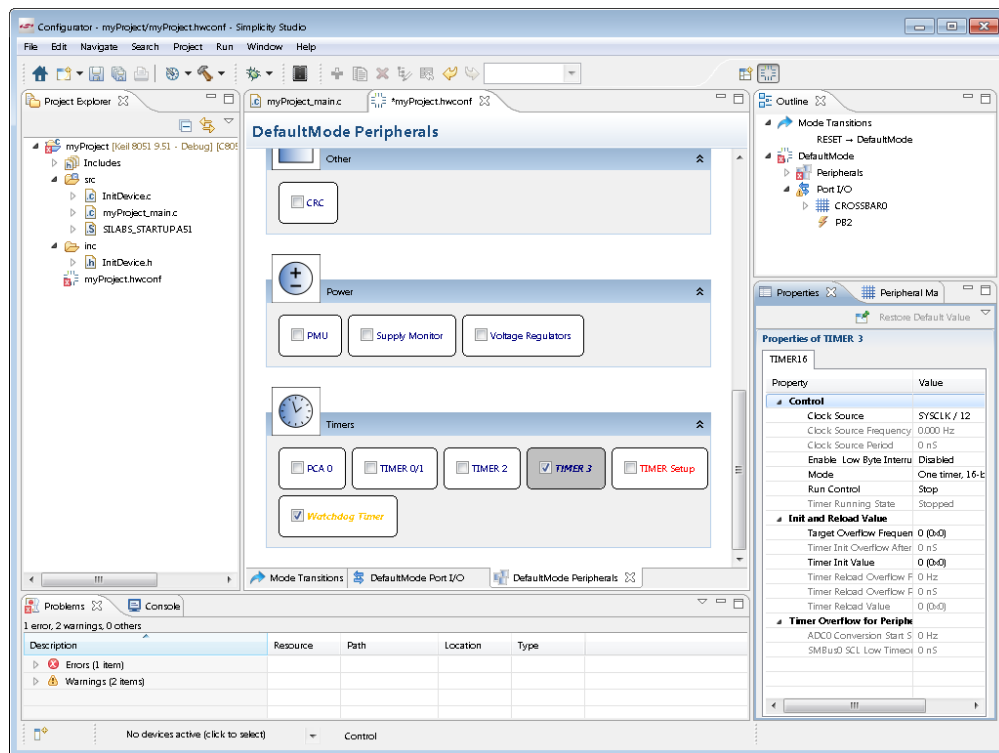 Configurator - myProject/myProject.hwconf - Simplicity Studio
File Edit Navigate Search Project Run Window Help
Project Explorer
myProject [Keil 8051 9.51 - Debug] [C805
Includes
src
InitDevice.c
myProject_main.c
SILABS_STARTUP.A51
inc
InitDevice.h
myProject.hwconf
myProject_main.c *myProject.hwconf
DefaultMode Peripherals
Other
CRC
Power
PMU Supply Monitor Voltage Regulators
Timers
PCA 0 TIMER 0/1 TIMER 2 TIMER 3 TIMER Setup
Watchdog Timer
Mode Transitions DefaultMode Port I/O DefaultMode Peripherals
Outline
Mode Transitions
RESET → DefaultMode
DefaultMode
Peripherals
Port I/O
CROSSBAR0
PB2
Properties Peripheral Ma
Restore Default Value
Properties of TIMER 3
TIMER16
Property Value
Control
Clock Source SYSCLK / 12
Clock Source Frequency 0.000 Hz
Clock Source Period 0 nS
Enable Low Byte Interru Disabled
Mode One timer, 16-b
Run Control Stop
Timer Running State Stopped
Init and Reload Value
Target Overflow Frequen 0 (0x0)
Timer Init Overflow After 0 nS
Timer Init Value 0 (0x0)
Timer Reload Overflow F 0 Hz
Timer Reload Overflow P 0 nS
Timer Reload Value 0 (0x0)
Timer Overflow for Periphe
ADC0 Conversion Start S 0 Hz
SMBus0 SCL Low Timeou 0 nS
Problems Console
1 error, 2 warnings, 0 others
Description Resource Path Location Type
Errors (1 item)
Warnings (2 items)
No devices active (click to select) Control